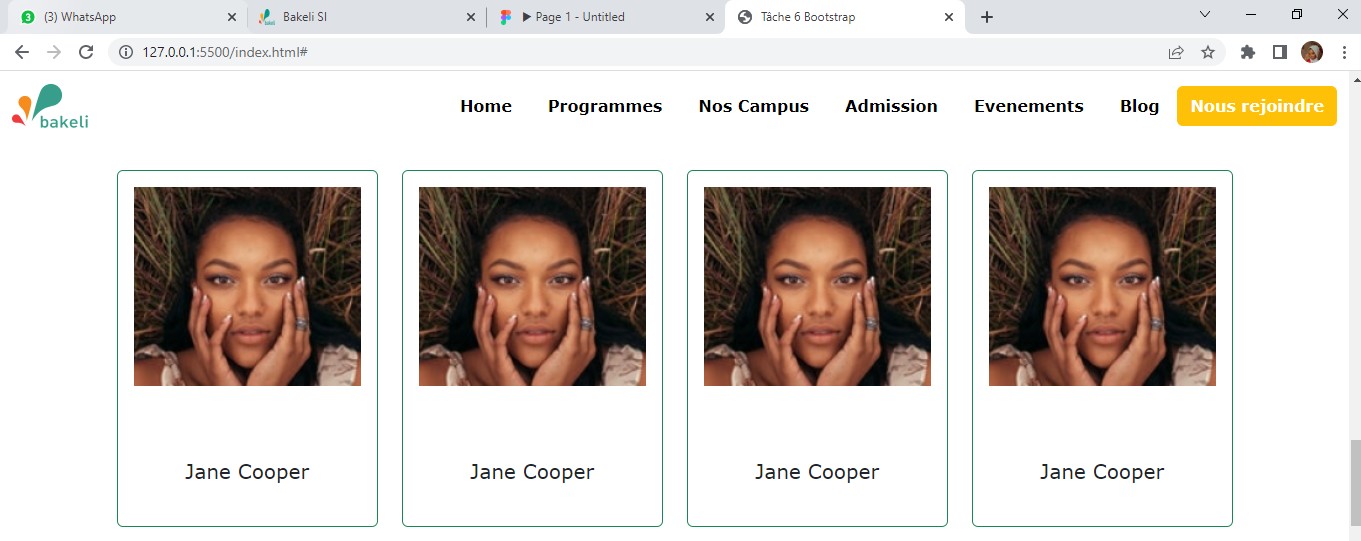 3 (3) WhatsApp
Bakeli SI
Page 1 - Untitled
Tâche 6 Bootstrap
127.0.0.1:5500/index.html#
bakeli
Home Programmes Nos Campus Admission Evenements Blog Nous rejoindre
Jane Cooper Jane Cooper Jane Cooper Jane Cooper